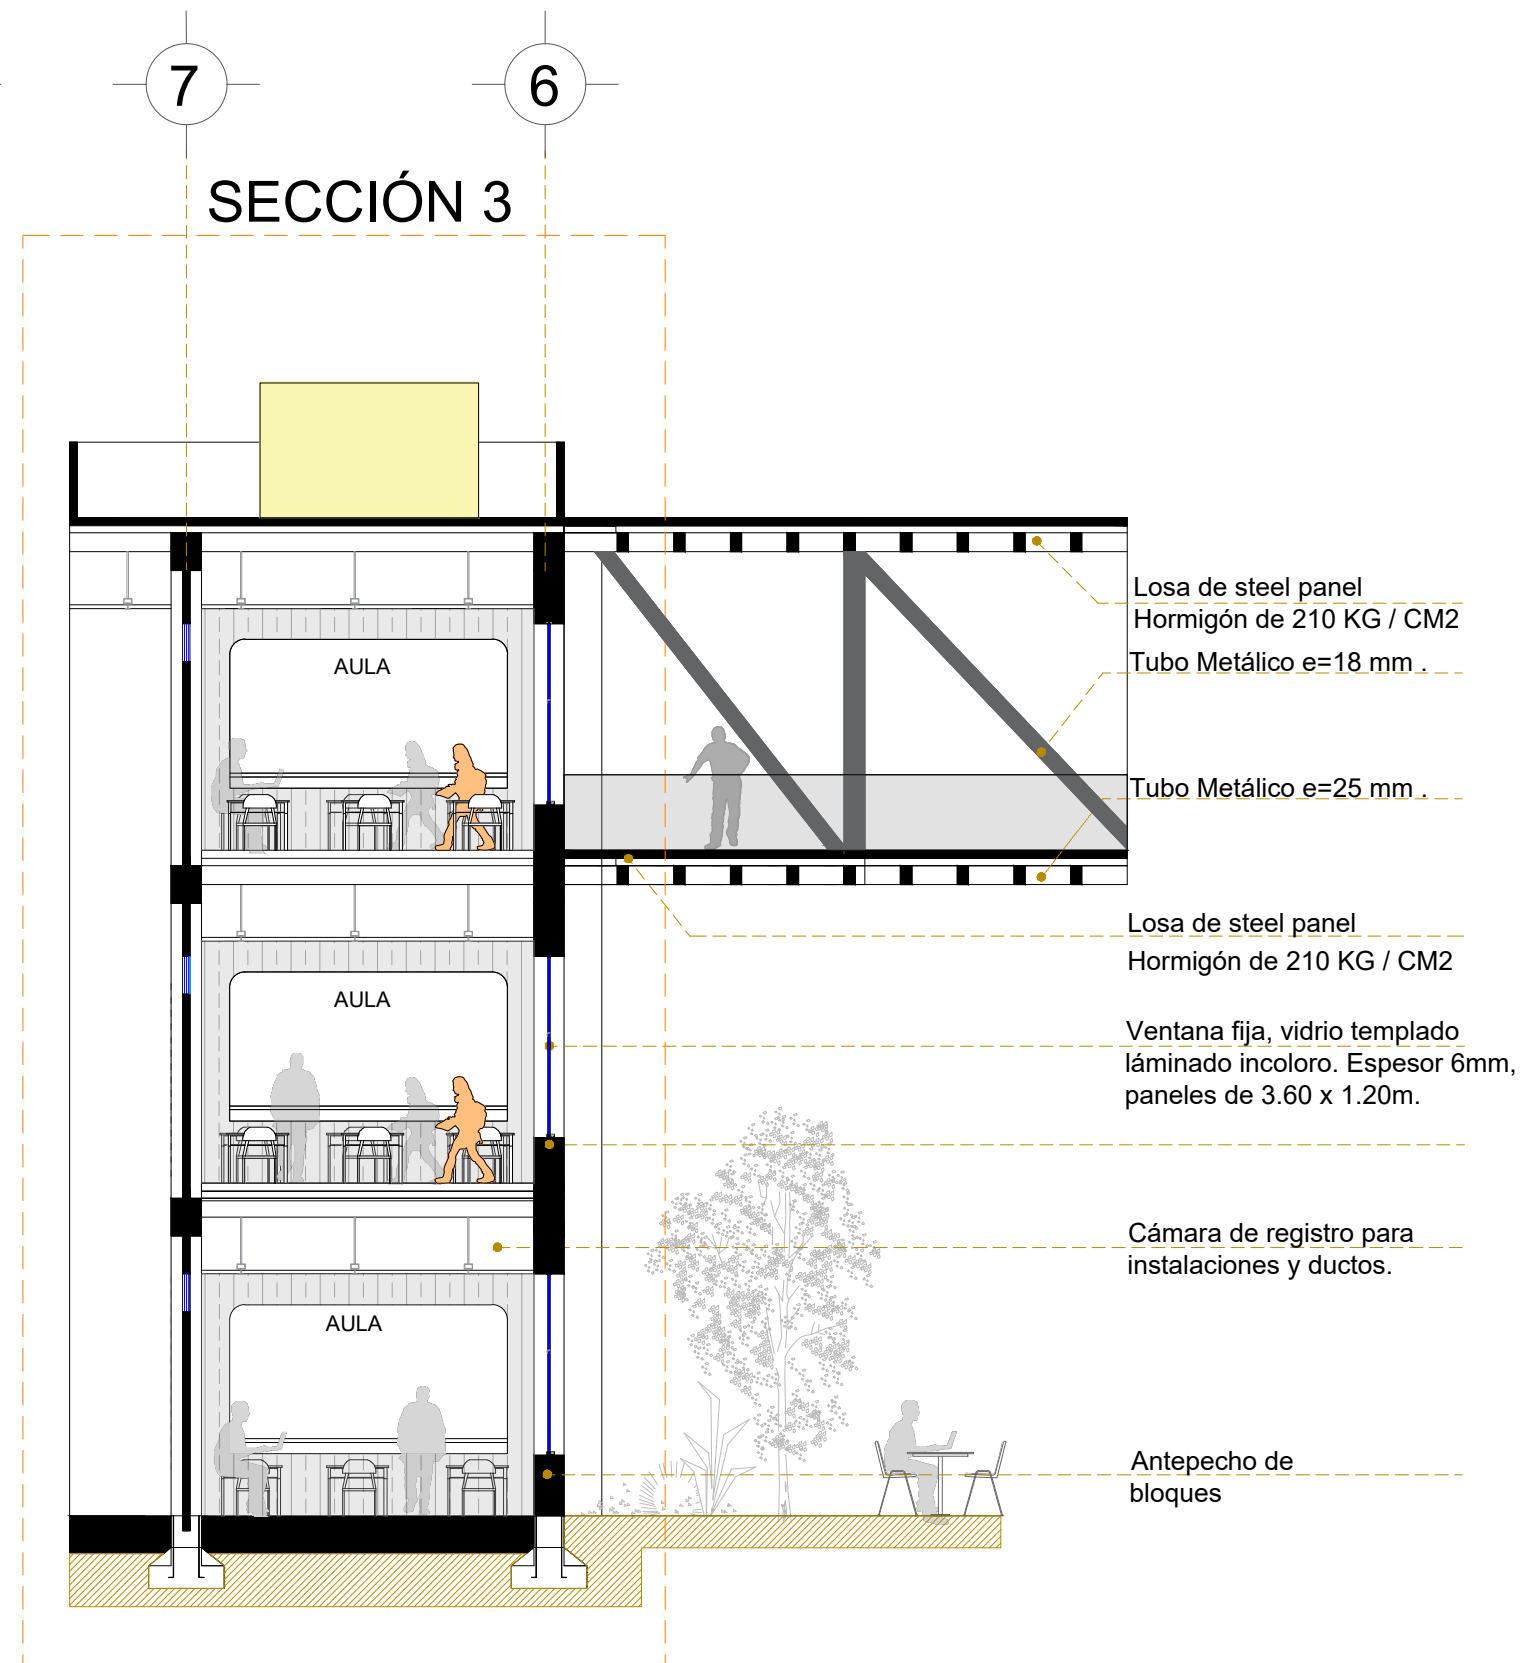 7
6
SECCIÓN 3
Losa de steel panel
Hormigón de 210 KG / CM2
AULA
Tubo Metálico e=18 mm .
Tubo Metálico e=25 mm .
Losa de steel panel
Hormigón de 210 KG / CM2
AULA
Ventana fija, vidrio templado
láminado incoloro. Espesor 6mm,
paneles de 3.60 x 1.20m.
Cámara de registro para
instalaciones y ductos.
AULA
Antepecho de
bloques